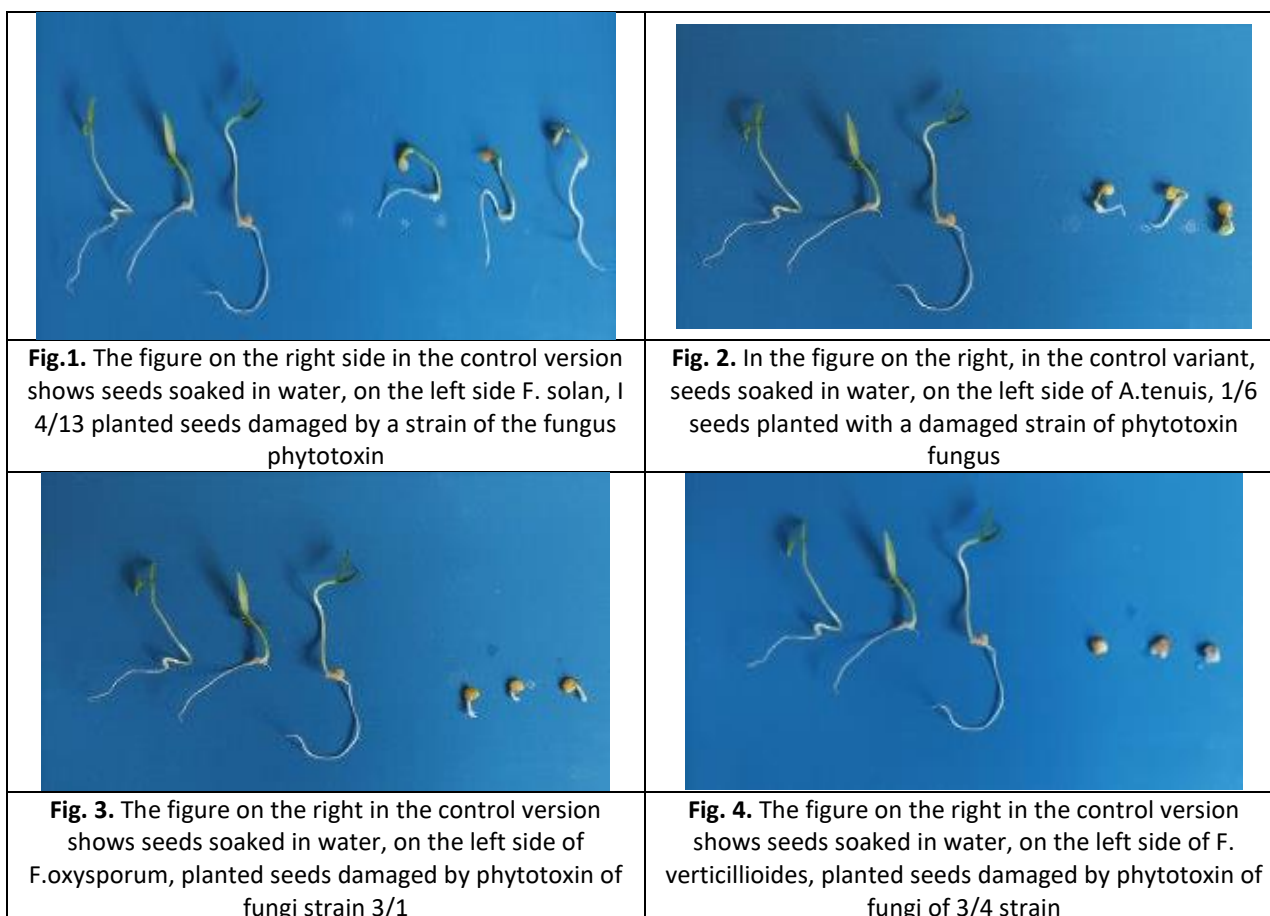 Fig.1. The figure on the right side in the control version
shows seeds soaked in water, on the left side F. solan, I
4/13 planted seeds damaged by a strain of the fungus
phytotoxin
Fig. 2. In the figure on the right, in the control variant,
seeds soaked in water, on the left side of A.tenuis, 1/6
seeds planted with a damaged strain of phytotoxin
fungus
Fig. 3. The figure on the right in the control version
shows seeds soaked in water, on the left side of
F.oxysporum, planted seeds damaged by phytotoxin of
fungi strain 3/1
Fig. 4. The figure on the right in the control version
shows seeds soaked in water, on the left side of F.
verticillioides, planted seeds damaged by phytotoxin of
fungi of 3/4 strain